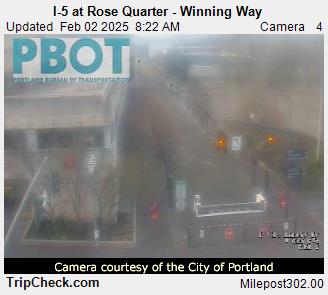 I-5 at Rose Quarter - Winning Way
Updated Feb 02 2025 8:22 AM Camera 4
PBOT
PORTLAND BUREAU OF TRANSPORTATION
Camera courtesy of the City of Portland
TripCheck.com Milepost302.00